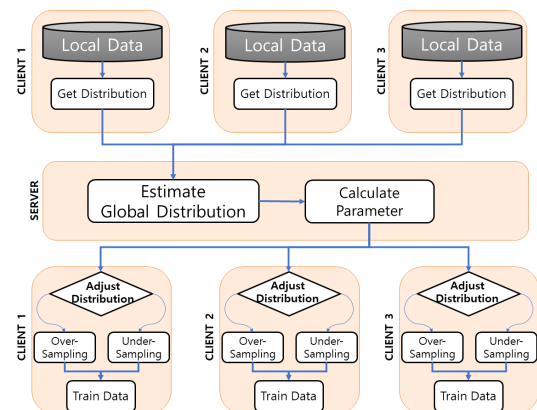 CLIENT 1
Local Data
Get Distribution
CLIENT 2
Local Data
Get Distribution
CLIENT 3
Local Data
Get Distribution
SERVER
Estimate
Global Distribution
Calculate
Parameter
CLIENT 1
Adjust
Distribution
Over-
Sampling
Under-
Sampling
Train Data
CLIENT 2
Adjust
Distribution
Over-
Sampling
Under-
Sampling
Train Data
CLIENT 3
Adjust
Distribution
Over-
Sampling
Under-
Sampling
Train Data